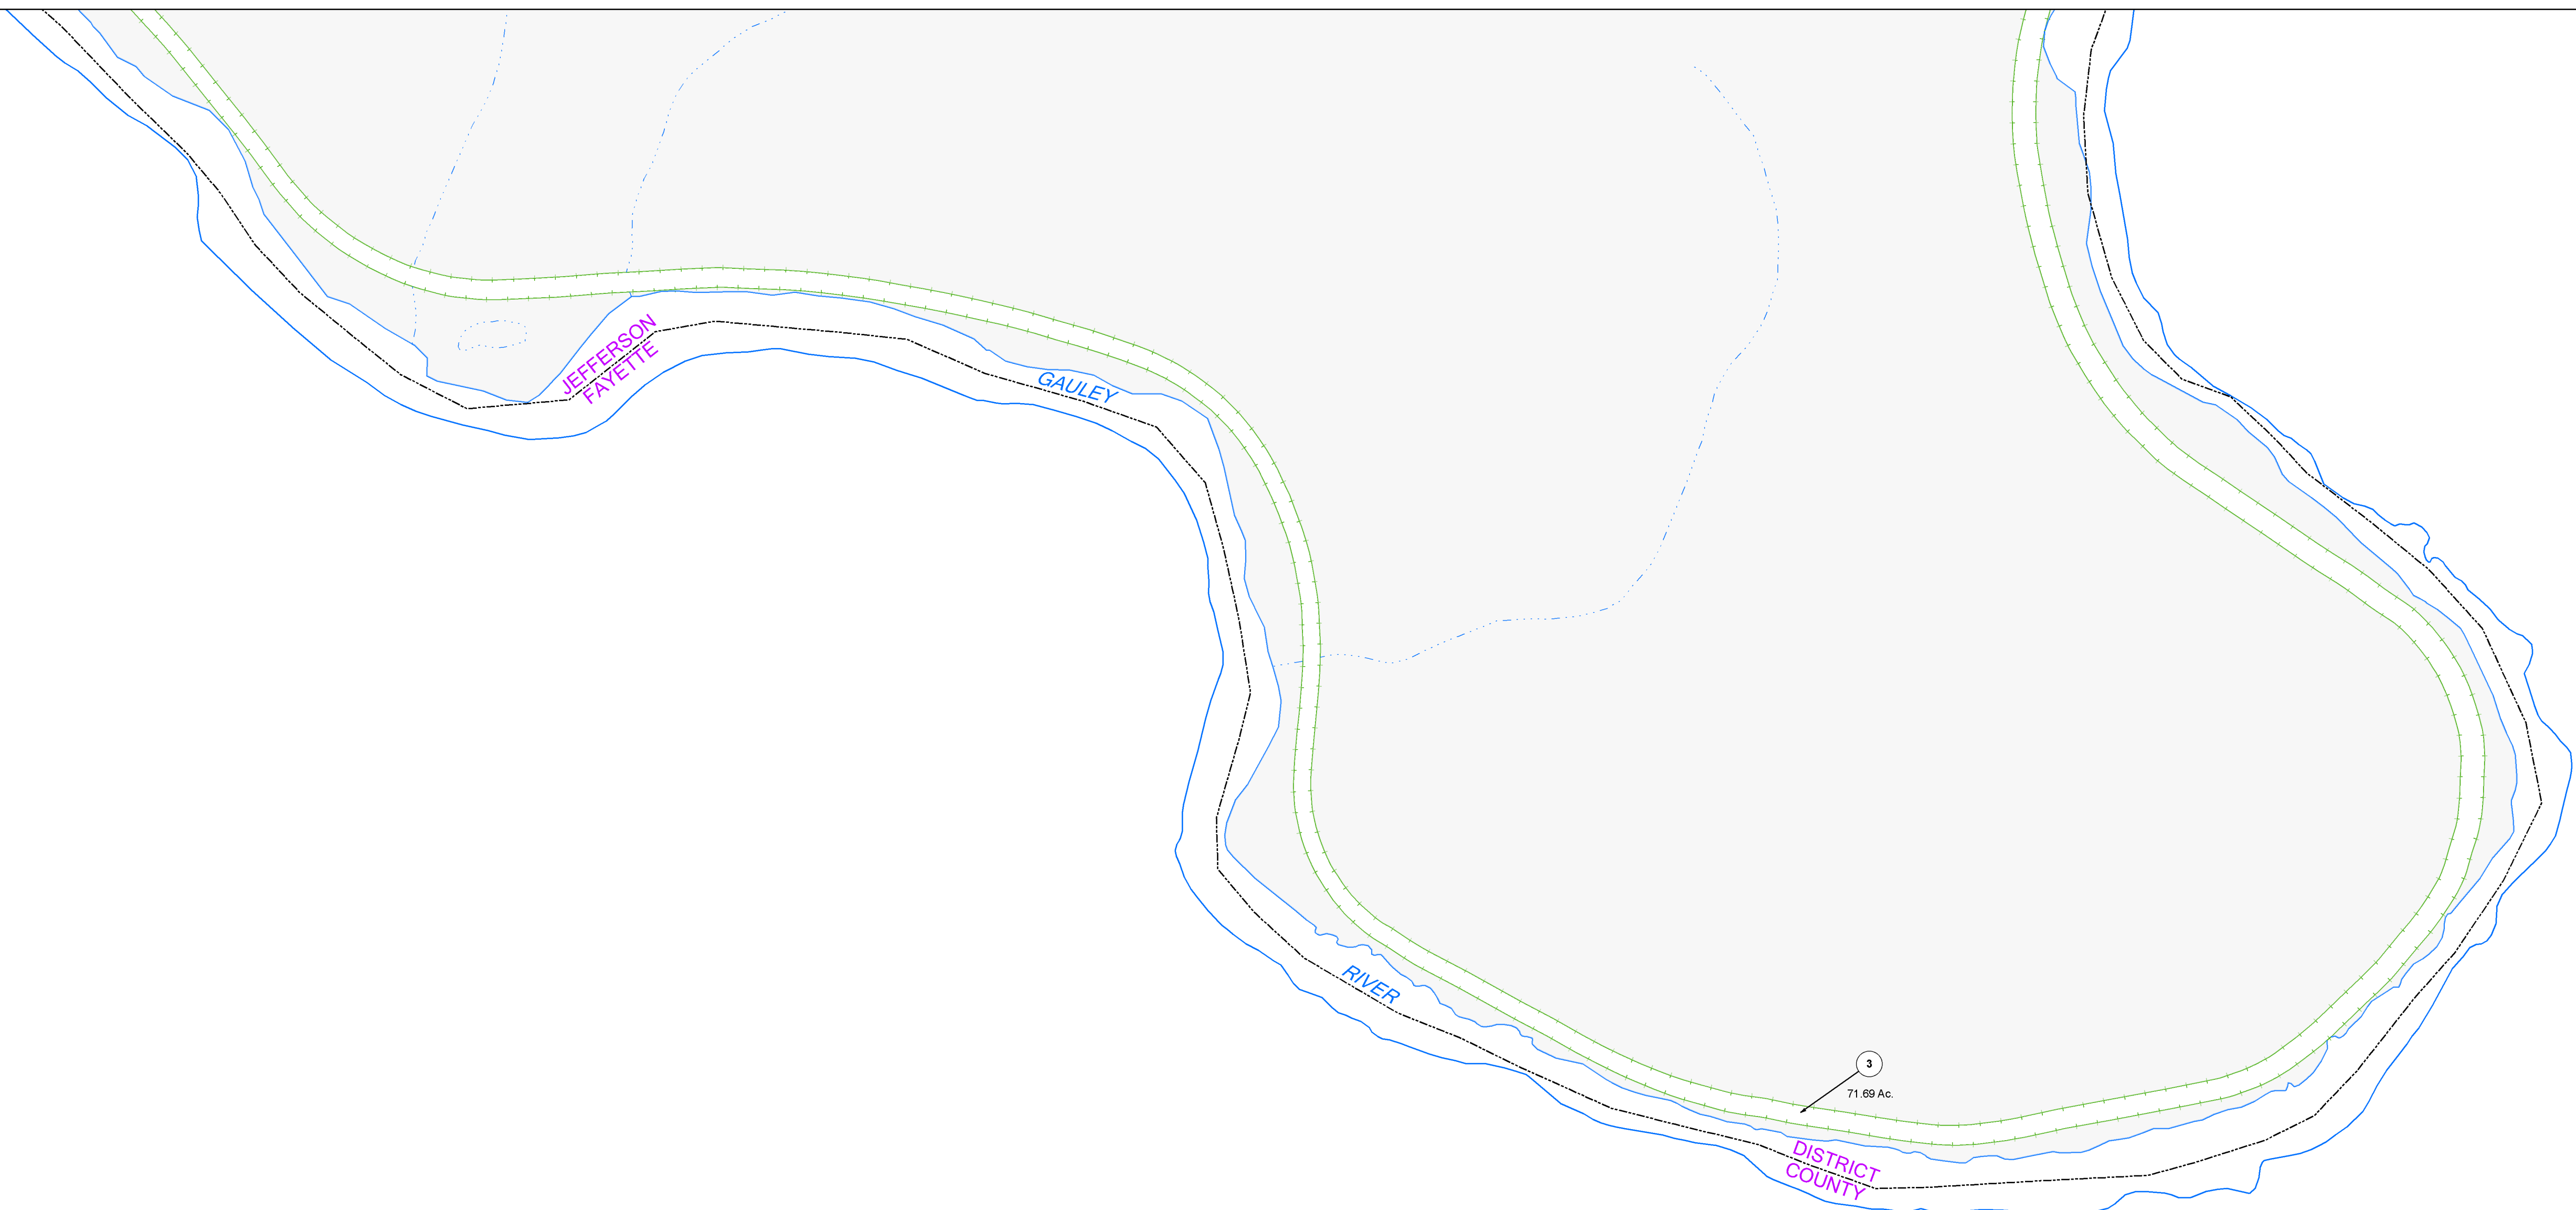 JEFFERSON
FAYETTE
GAULEY
RIVER
3
71.69 Ac.
DISTRICT
COUNTY